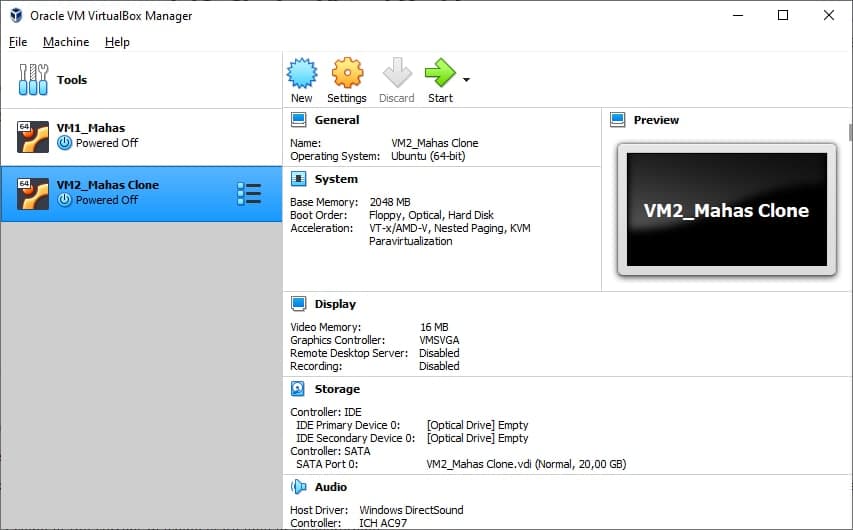 Oracle VM VirtualBox Manager
File Machine Help
Tools
New Settings Discard Start
64
VM1_Mahas
Powered Off
64
VM2_Mahas Clone
Powered Off
General
Name: VM2_Mahas Clone
Operating System: Ubuntu (64-bit)
System
Base Memory: 2048 MB
Boot Order: Floppy, Optical, Hard Disk
Acceleration: VT-x/AMD-V, Nested Paging, KVM
Paravirtualization
Preview
VM2_Mahas Clone
Display
Video Memory: 16 MB
Graphics Controller: VMSVGA
Remote Desktop Server: Disabled
Recording: Disabled
Storage
Controller: IDE
IDE Primary Device 0: [Optical Drive] Empty
IDE Secondary Device 0: [Optical Drive] Empty
Controller: SATA
SATA Port 0: VM2_Mahas Clone.vdi (Normal, 20,00 GB)
Audio
Host Driver: Windows DirectSound
Controller: ICH AC97